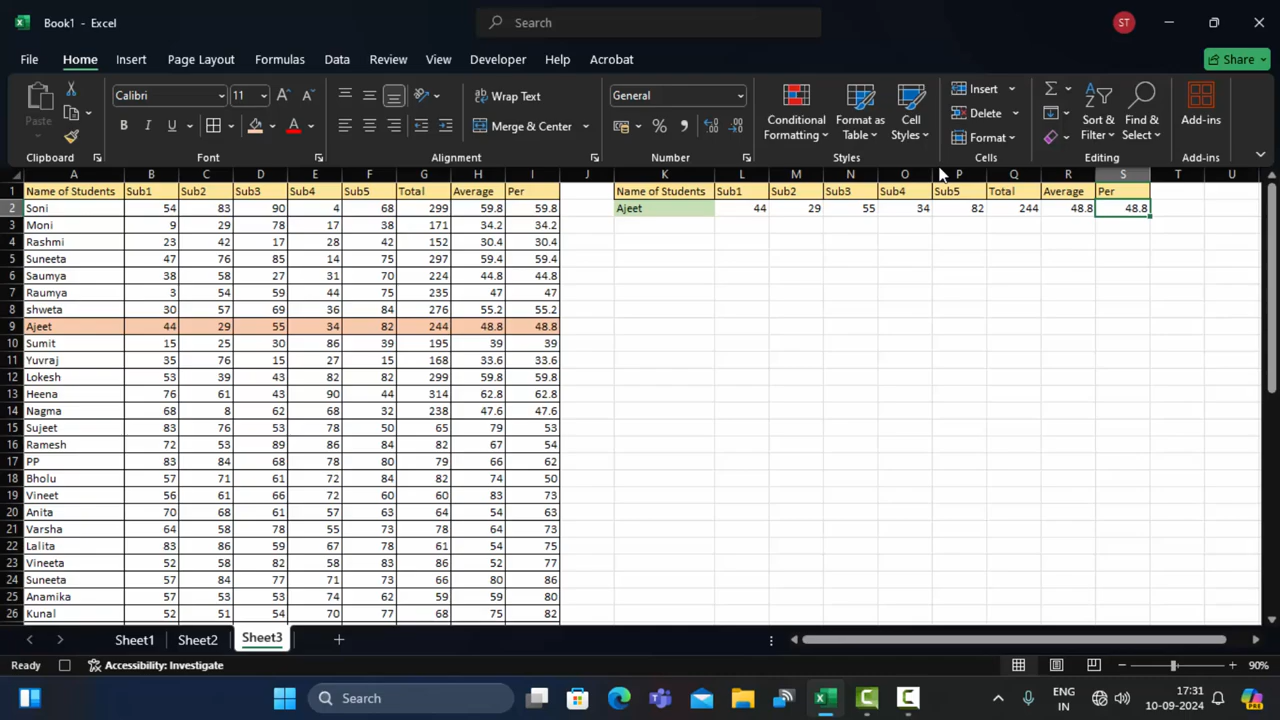 Book1 - Excel
Search
ST
File Home Insert Page Layout Formulas Data Review View Developer Help Acrobat Share
Paste
Clipboard
Calibri 11
B I U A
Font
Wrap Text
Merge & Center
Alignment
General
%
Number
Conditional Formatting
Format as Table
Cell Styles
Styles
Insert
Delete
Format
Cells
Sort & Filter
Find & Select
Editing
Add-ins
Add-ins
A B C D E F G H I J K L M N O P Q R S T U
1 Name of Students Sub1 Sub2 Sub3 Sub4 Sub5 Total Average Per Name of Students Sub1 Sub2 Sub3 Sub4 Sub5 Total Average Per
2 Soni 54 83 90 4 68 299 59.8 59.8 Ajeet 44 29 55 34 82 244 48.8 48.8
3 Moni 9 29 78 17 38 171 34.2 34.2
4 Rashmi 23 42 17 28 42 152 30.4 30.4
5 Suneeta 47 76 85 14 75 297 59.4 59.4
6 Saumya 38 58 27 31 70 224 44.8 44.8
7 Raumya 3 54 59 44 75 235 47 47
8 shweta 30 57 69 36 84 276 55.2 55.2
9 Ajeet 44 29 55 34 82 244 48.8 48.8
10 Sumit 15 25 30 86 39 195 39 39
11 Yuvraj 35 76 15 27 15 168 33.6 33.6
12 Lokesh 53 39 43 82 82 299 59.8 59.8
13 Heena 76 61 43 90 44 314 62.8 62.8
14 Nagma 68 8 62 68 32 238 47.6 47.6
15 Sujeet 83 76 53 78 50 65 79 53
16 Ramesh 72 53 89 86 84 82 67 54
17 PP 83 84 68 78 80 79 66 62
18 Bholu 57 71 61 72 84 82 74 50
19 Vineet 56 61 66 72 60 60 83 73
20 Anita 70 68 61 57 63 64 54 63
21 Varsha 64 58 78 55 73 78 64 73
22 Lalita 83 86 59 67 78 61 54 75
23 Vineeta 52 58 82 58 83 86 52 77
24 Suneeta 57 84 77 71 73 66 80 86
25 Anamika 57 53 53 74 62 59 59 80
26 Kunal 52 51 54 70 77 68 75 82
Sheet1 Sheet2 Sheet3
Ready Accessibility: Investigate 90%
Search
ENG IN
17:31
10-09-2024